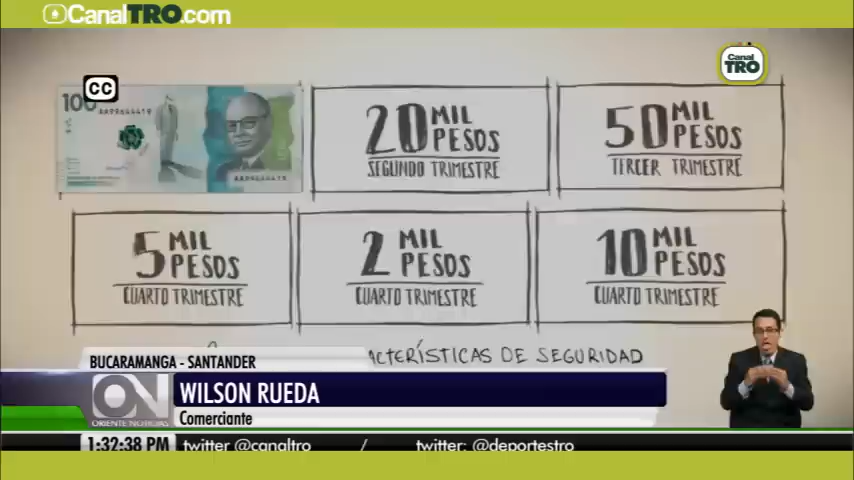 CanalTRO.com
Canal
TRO
CC
100
AA99644419
AA99644419
20 MIL
PESOS
SEGUNDO TRIMESTRE
50 MIL
PESOS
TERCER TRIMESTRE
5 MIL
PESOS
CUARTO TRIMESTRE
2 MIL
PESOS
CUARTO TRIMESTRE
10 MIL
PESOS
CUARTO TRIMESTRE
ACTERÍSTICAS DE SEGURIDAD
BUCARAMANGA - SANTANDER
ON
ORIENTE NOTICIAS
WILSON RUEDA
Comerciante
1:32:38 PM twitter @canaltro / twitter: @deportestro